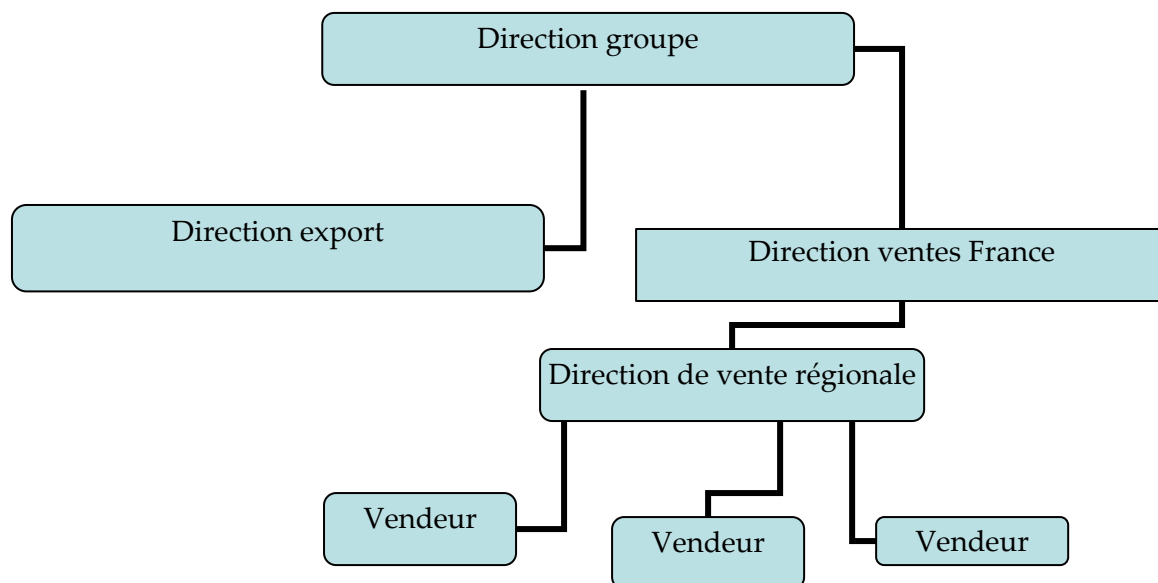 Direction groupe
Direction export
Direction ventes France
Direction de vente régionale
Vendeur
Vendeur
Vendeur